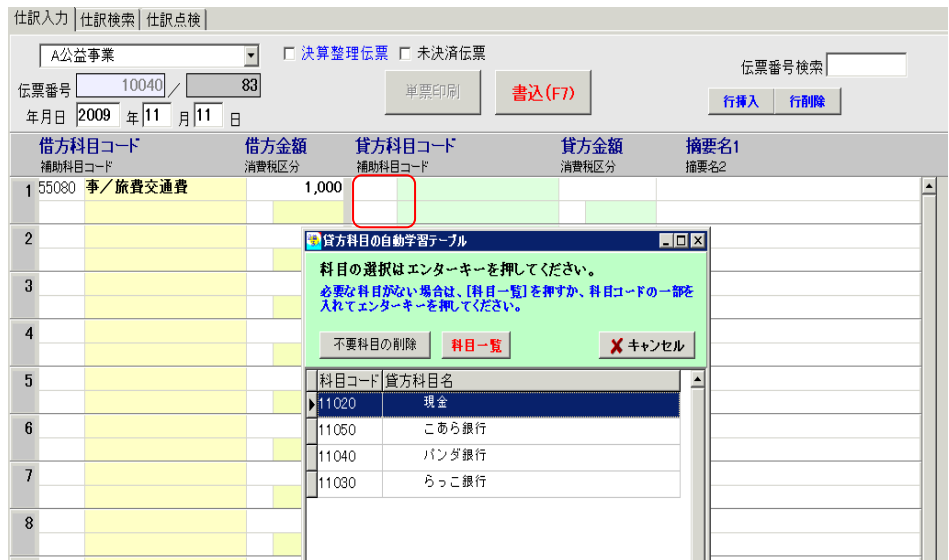 仕訳入力 仕訳検索 仕訳点検
A公益事業 決算整理伝票 未決済伝票
伝票番号検索
伝票番号 10040 / 83
単票印刷 書込(F7)
行挿入 行削除
年月日 2009 年 11 月 11 日
借方科目コード 借方金額 貸方科目コード 貸方金額 摘要名1
補助科目コード 消費税区分 補助科目コード 消費税区分 摘要名2
1 55080 事/旅費交通費 1,000
2
貸方科目の自動学習テーブル
科目の選択はエンターキーを押してください。
必要な科目がない場合は、[科目一覧]を押すか、科目コードの一部を
入れてエンターキーを押してください。
不要科目の削除 科目一覧 キャンセル
科目コード 貸方科目名
11020 現金
11050 こあら銀行
11040 パンダ銀行
11030 らっこ銀行
3
4
5
6
7
8